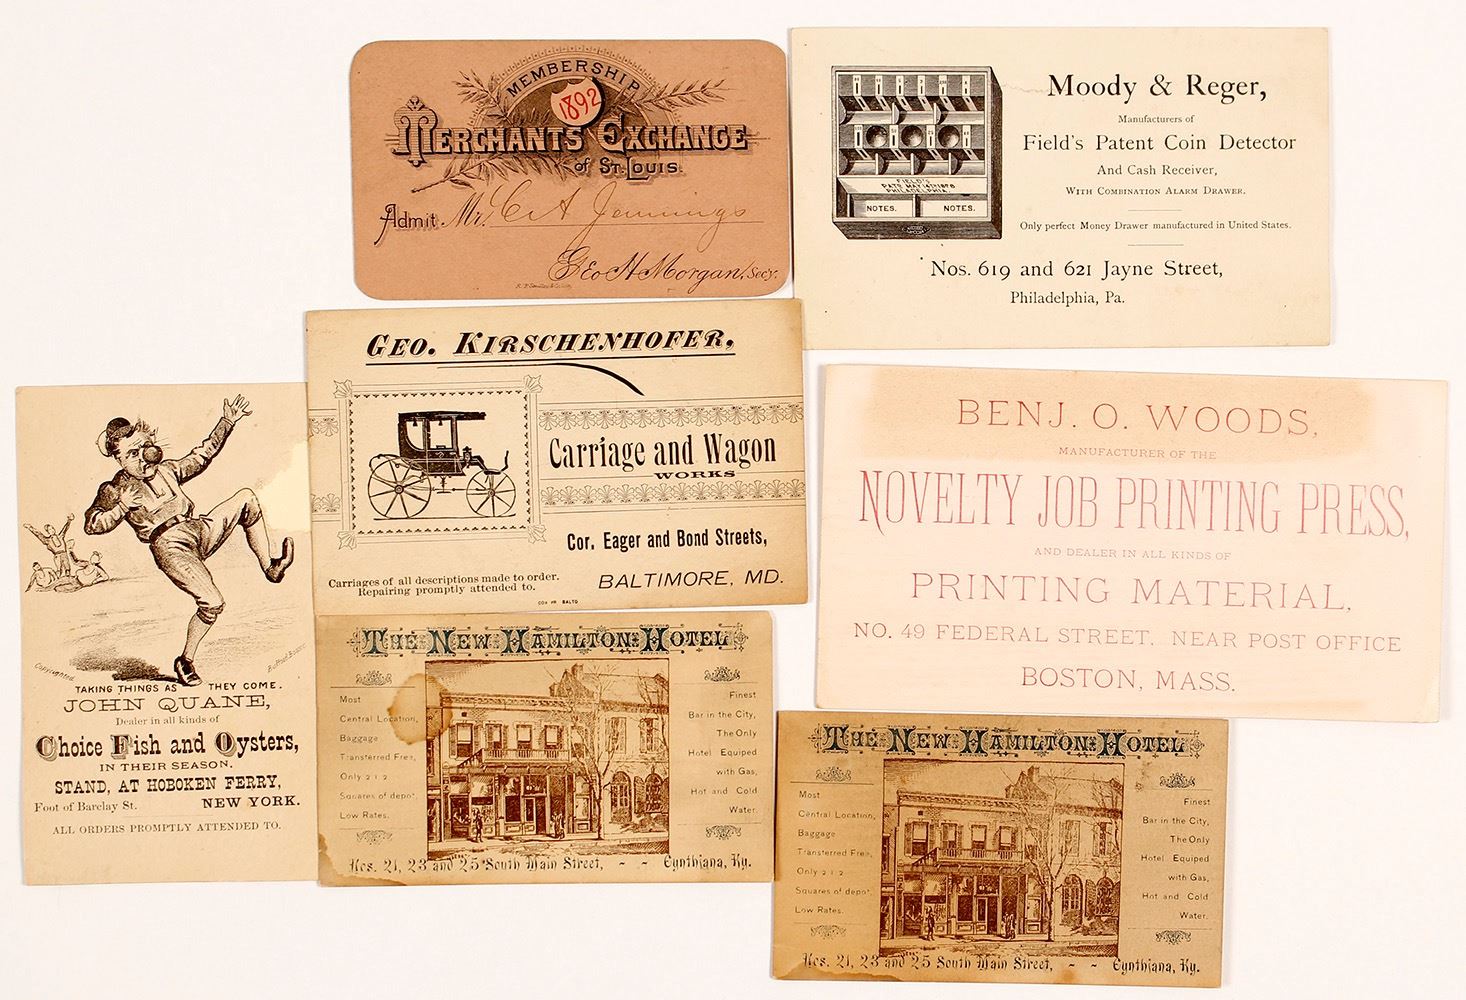 MEMBERSHIP
1892
MERCHANTS EXCHANGE
of ST. LOUIS.
Admit Mr. C A Jennings
Geo H Morgan, Sec'y.
Moody & Reger,
Manufacturers of
Field's Patent Coin Detector
And Cash Receiver,
WITH COMBINATION ALARM DRAWER.
Only perfect Money Drawer manufactured in United States.
Nos. 619 and 621 Jayne Street,
Philadelphia, Pa.
FIELD'S
PHILADELPHIA.
NOTES. NOTES.
GEO. KIRSCHENHOFER,
Carriage and Wagon
WORKS
Cor. Eager and Bond Streets,
BALTIMORE, MD.
Carriages of all descriptions made to order.
Repairing promptly attended to.
COX PR BALTO
BENJ. O. WOODS,
MANUFACTURER OF THE
NOVELTY JOB PRINTING PRESS,
AND DEALER IN ALL KINDS OF
PRINTING MATERIAL,
NO. 49 FEDERAL STREET, NEAR POST OFFICE
BOSTON, MASS.
Copyrighted
TAKING THINGS AS THEY COME.
JOHN QUANE,
Dealer in all kinds of
Choice Fish and Oysters,
IN THEIR SEASON.
STAND, AT HOBOKEN FERRY,
Foot of Barclay St. NEW YORK.
ALL ORDERS PROMPTLY ATTENDED TO.
THE NEW HAMILTON HOTEL
Most
Central Location,
Baggage
Transferred Free,
Only 2 1 2
Squares of depot,
Low Rates.
Finest
Bar in the City,
The Only
Hotel Equiped
with Gas,
Hot and Cold
Water.
Nos. 21, 23 and 25 South Main Street, - - Cynthiana, Ky.
THE NEW HAMILTON HOTEL
Most
Central Location,
Baggage
Transferred Free,
Only 2 1 2
Squares of depot,
Low Rates.
Finest
Bar in the City,
The Only
Hotel Equiped
with Gas,
Hot and Cold
Water.
Nos. 21, 23 and 25 South Main Street, - - Cynthiana, Ky.